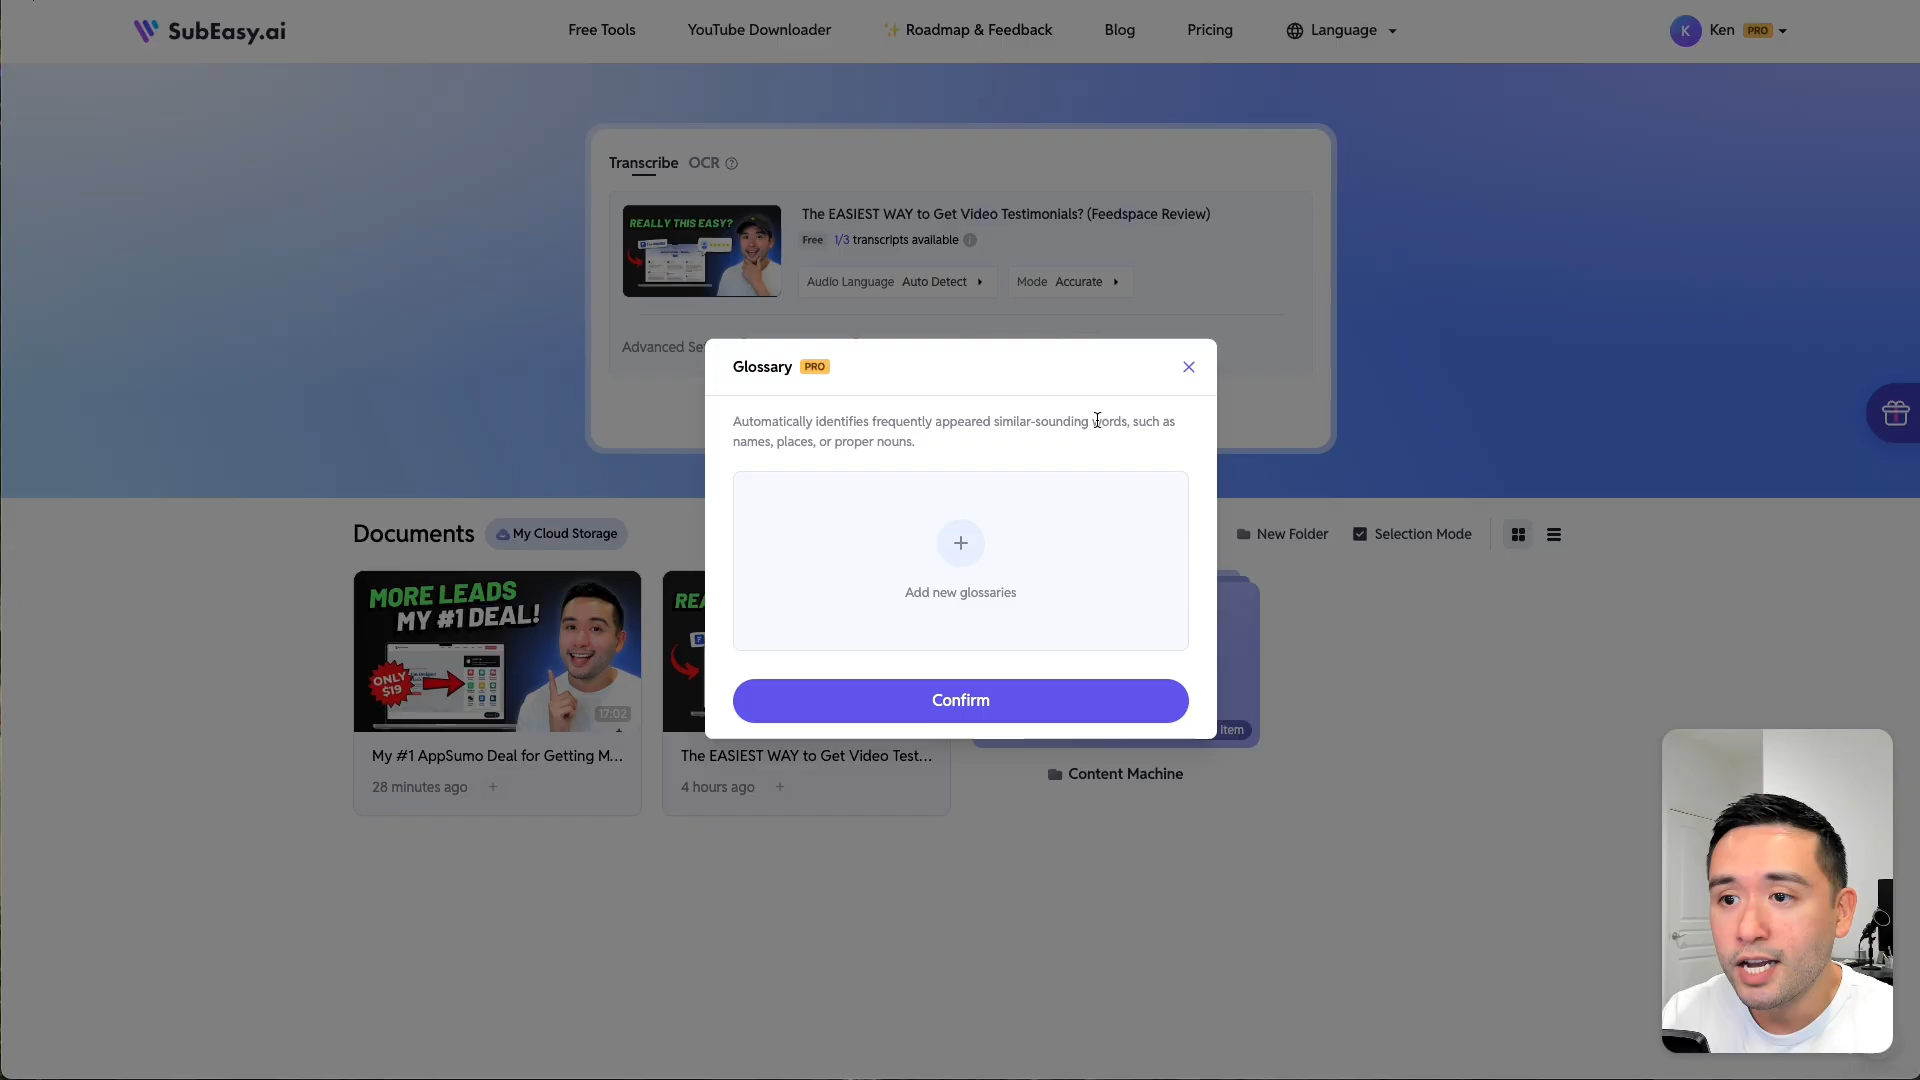 SubEasy.ai
Free Tools
YouTube Downloader
Roadmap & Feedback
Blog
Pricing
Language
K
Ken
PRO
Transcribe
OCR
REALLY THIS EASY?
The EASIEST WAY to Get Video Testimonials? (Feedspace Review)
Free 1/3 transcripts available
Audio Language Auto Detect
Mode Accurate
Advanced Se
Glossary PRO
Automatically identifies frequently appeared similar-sounding words, such as
names, places, or proper nouns.
Add new glossaries
Confirm
Documents
My Cloud Storage
New Folder
Selection Mode
MORE LEADS
MY #1 DEAL!
ONLY
$19
17:02
My #1 AppSumo Deal for Getting M...
28 minutes ago
REA
The EASIEST WAY to Get Video Test...
4 hours ago
Item
Content Machine